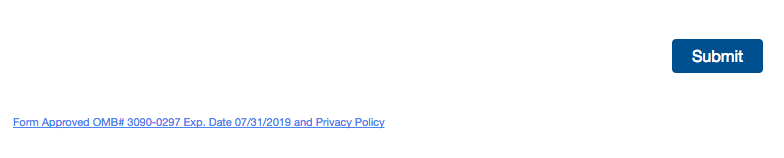 Submit
Form Approved OMB# 3090-0297 Exp. Date 07/31/2019 and Privacy Policy